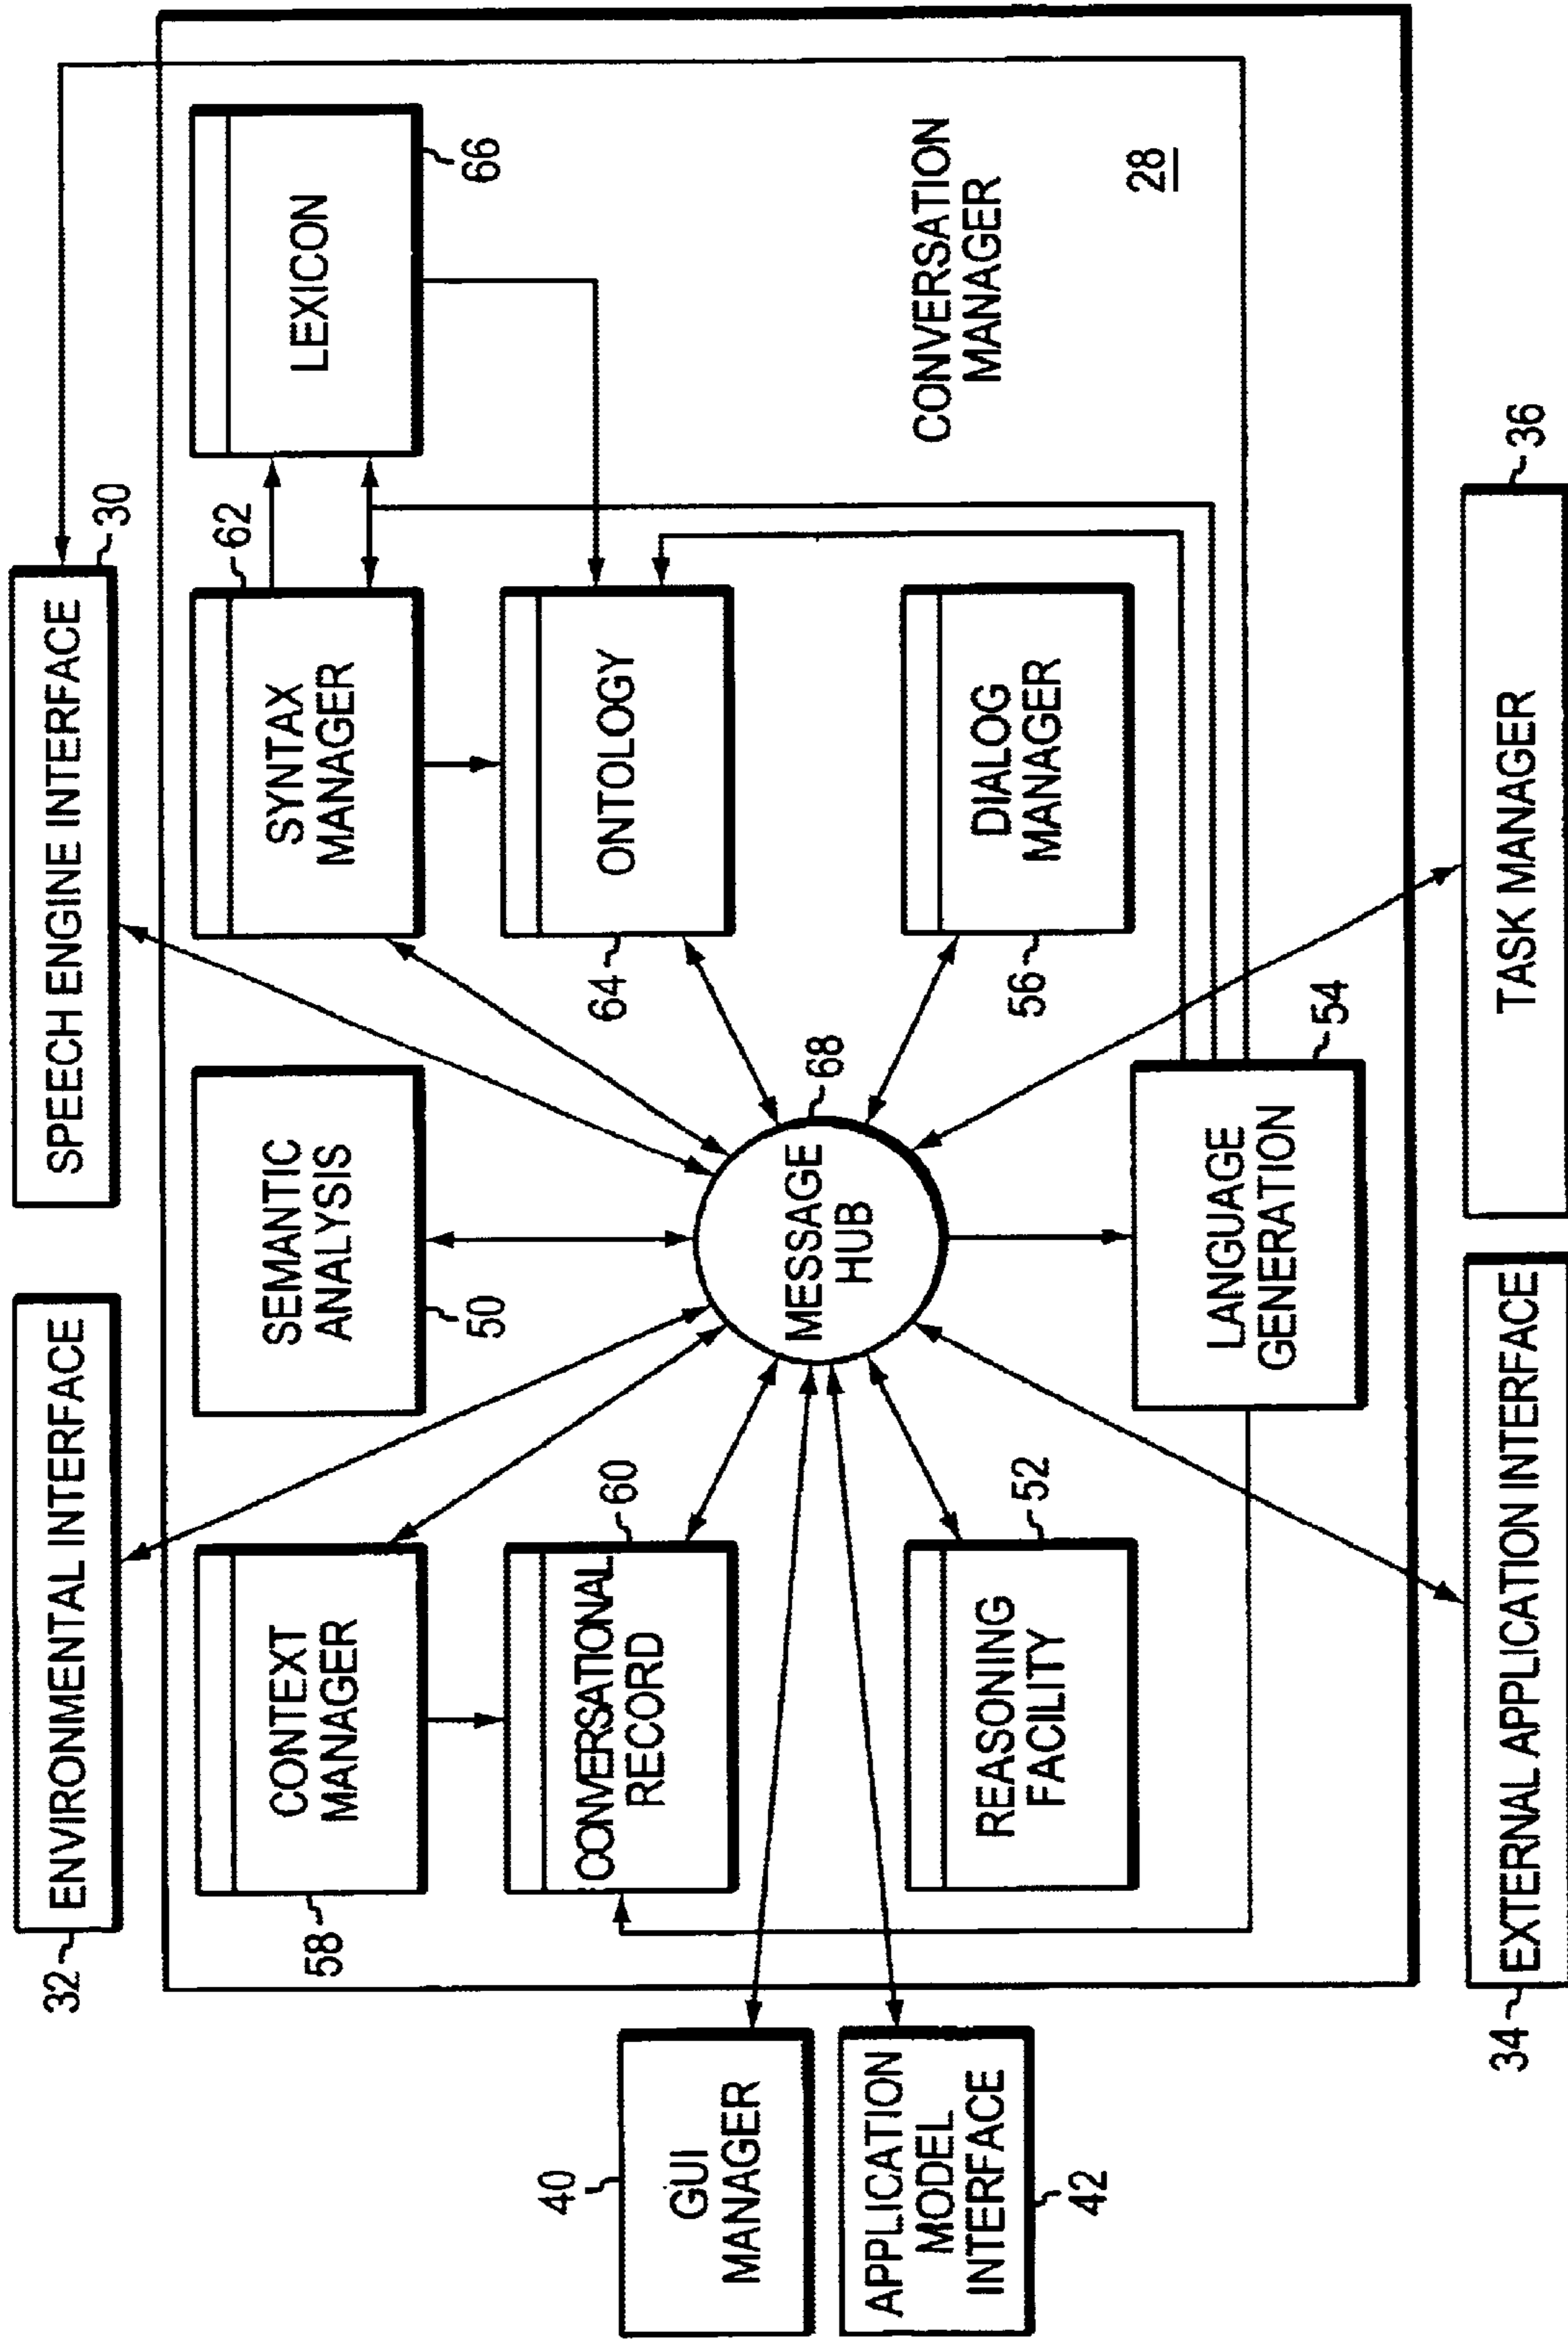 32
ENVIRONMENTAL INTERFACE
SPEECH ENGINE INTERFACE
30
58
CONTEXT
MANAGER
SEMANTIC
ANALYSIS
50
SYNTAX
MANAGER
62
LEXICON
66
CONVERSATIONAL
RECORD
60
ONTOLOGY
64
40
GUI
MANAGER
MESSAGE
HUB
68
APPLICATION
MODEL
INTERFACE
42
REASONING
FACILITY
52
DIALOG
MANAGER
56
CONVERSATION
MANAGER
28
LANGUAGE
GENERATION
54
34
EXTERNAL APPLICATION INTERFACE
TASK MANAGER
36